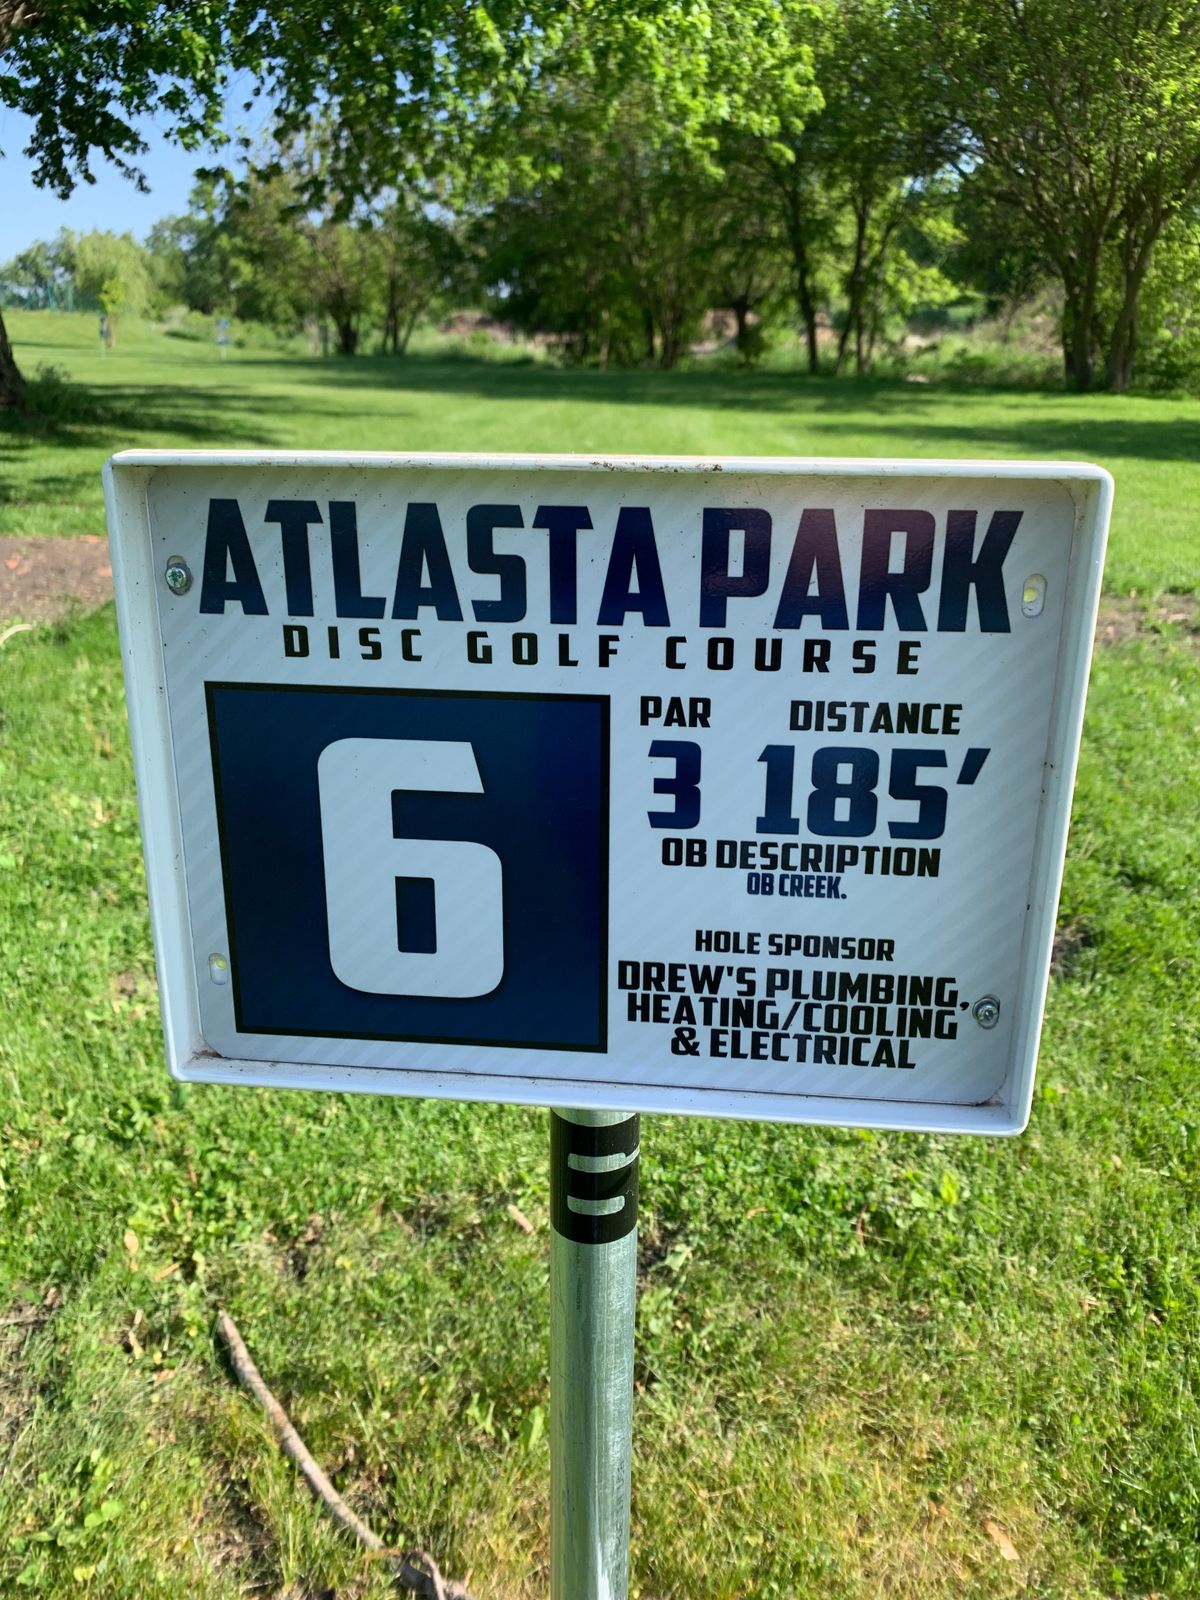 ATLASTA PARK
DISC GOLF COURSE
6
PAR DISTANCE
3 185'
OB DESCRIPTION
OB CREEK.
HOLE SPONSOR
DREW'S PLUMBING,
HEATING/COOLING
& ELECTRICAL